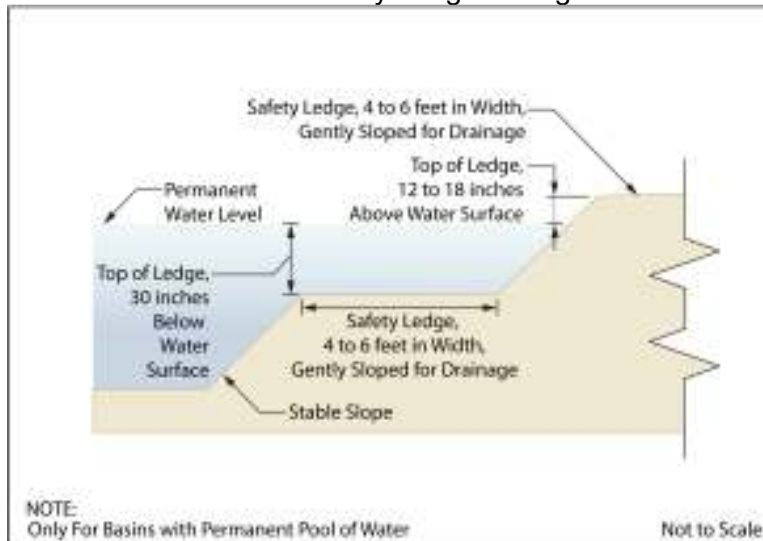 Safety Ledge, 4 to 6 feet in Width,
Gently Sloped for Drainage
Top of Ledge,
12 to 18 inches
Above Water Surface
Permanent
Water Level
Top of Ledge,
30 inches
Below
Water
Surface
Safety Ledge,
4 to 6 feet in Width,
Gently Sloped for Drainage
Stable Slope
NOTE:
Only For Basins with Permanent Pool of Water
Not to Scale